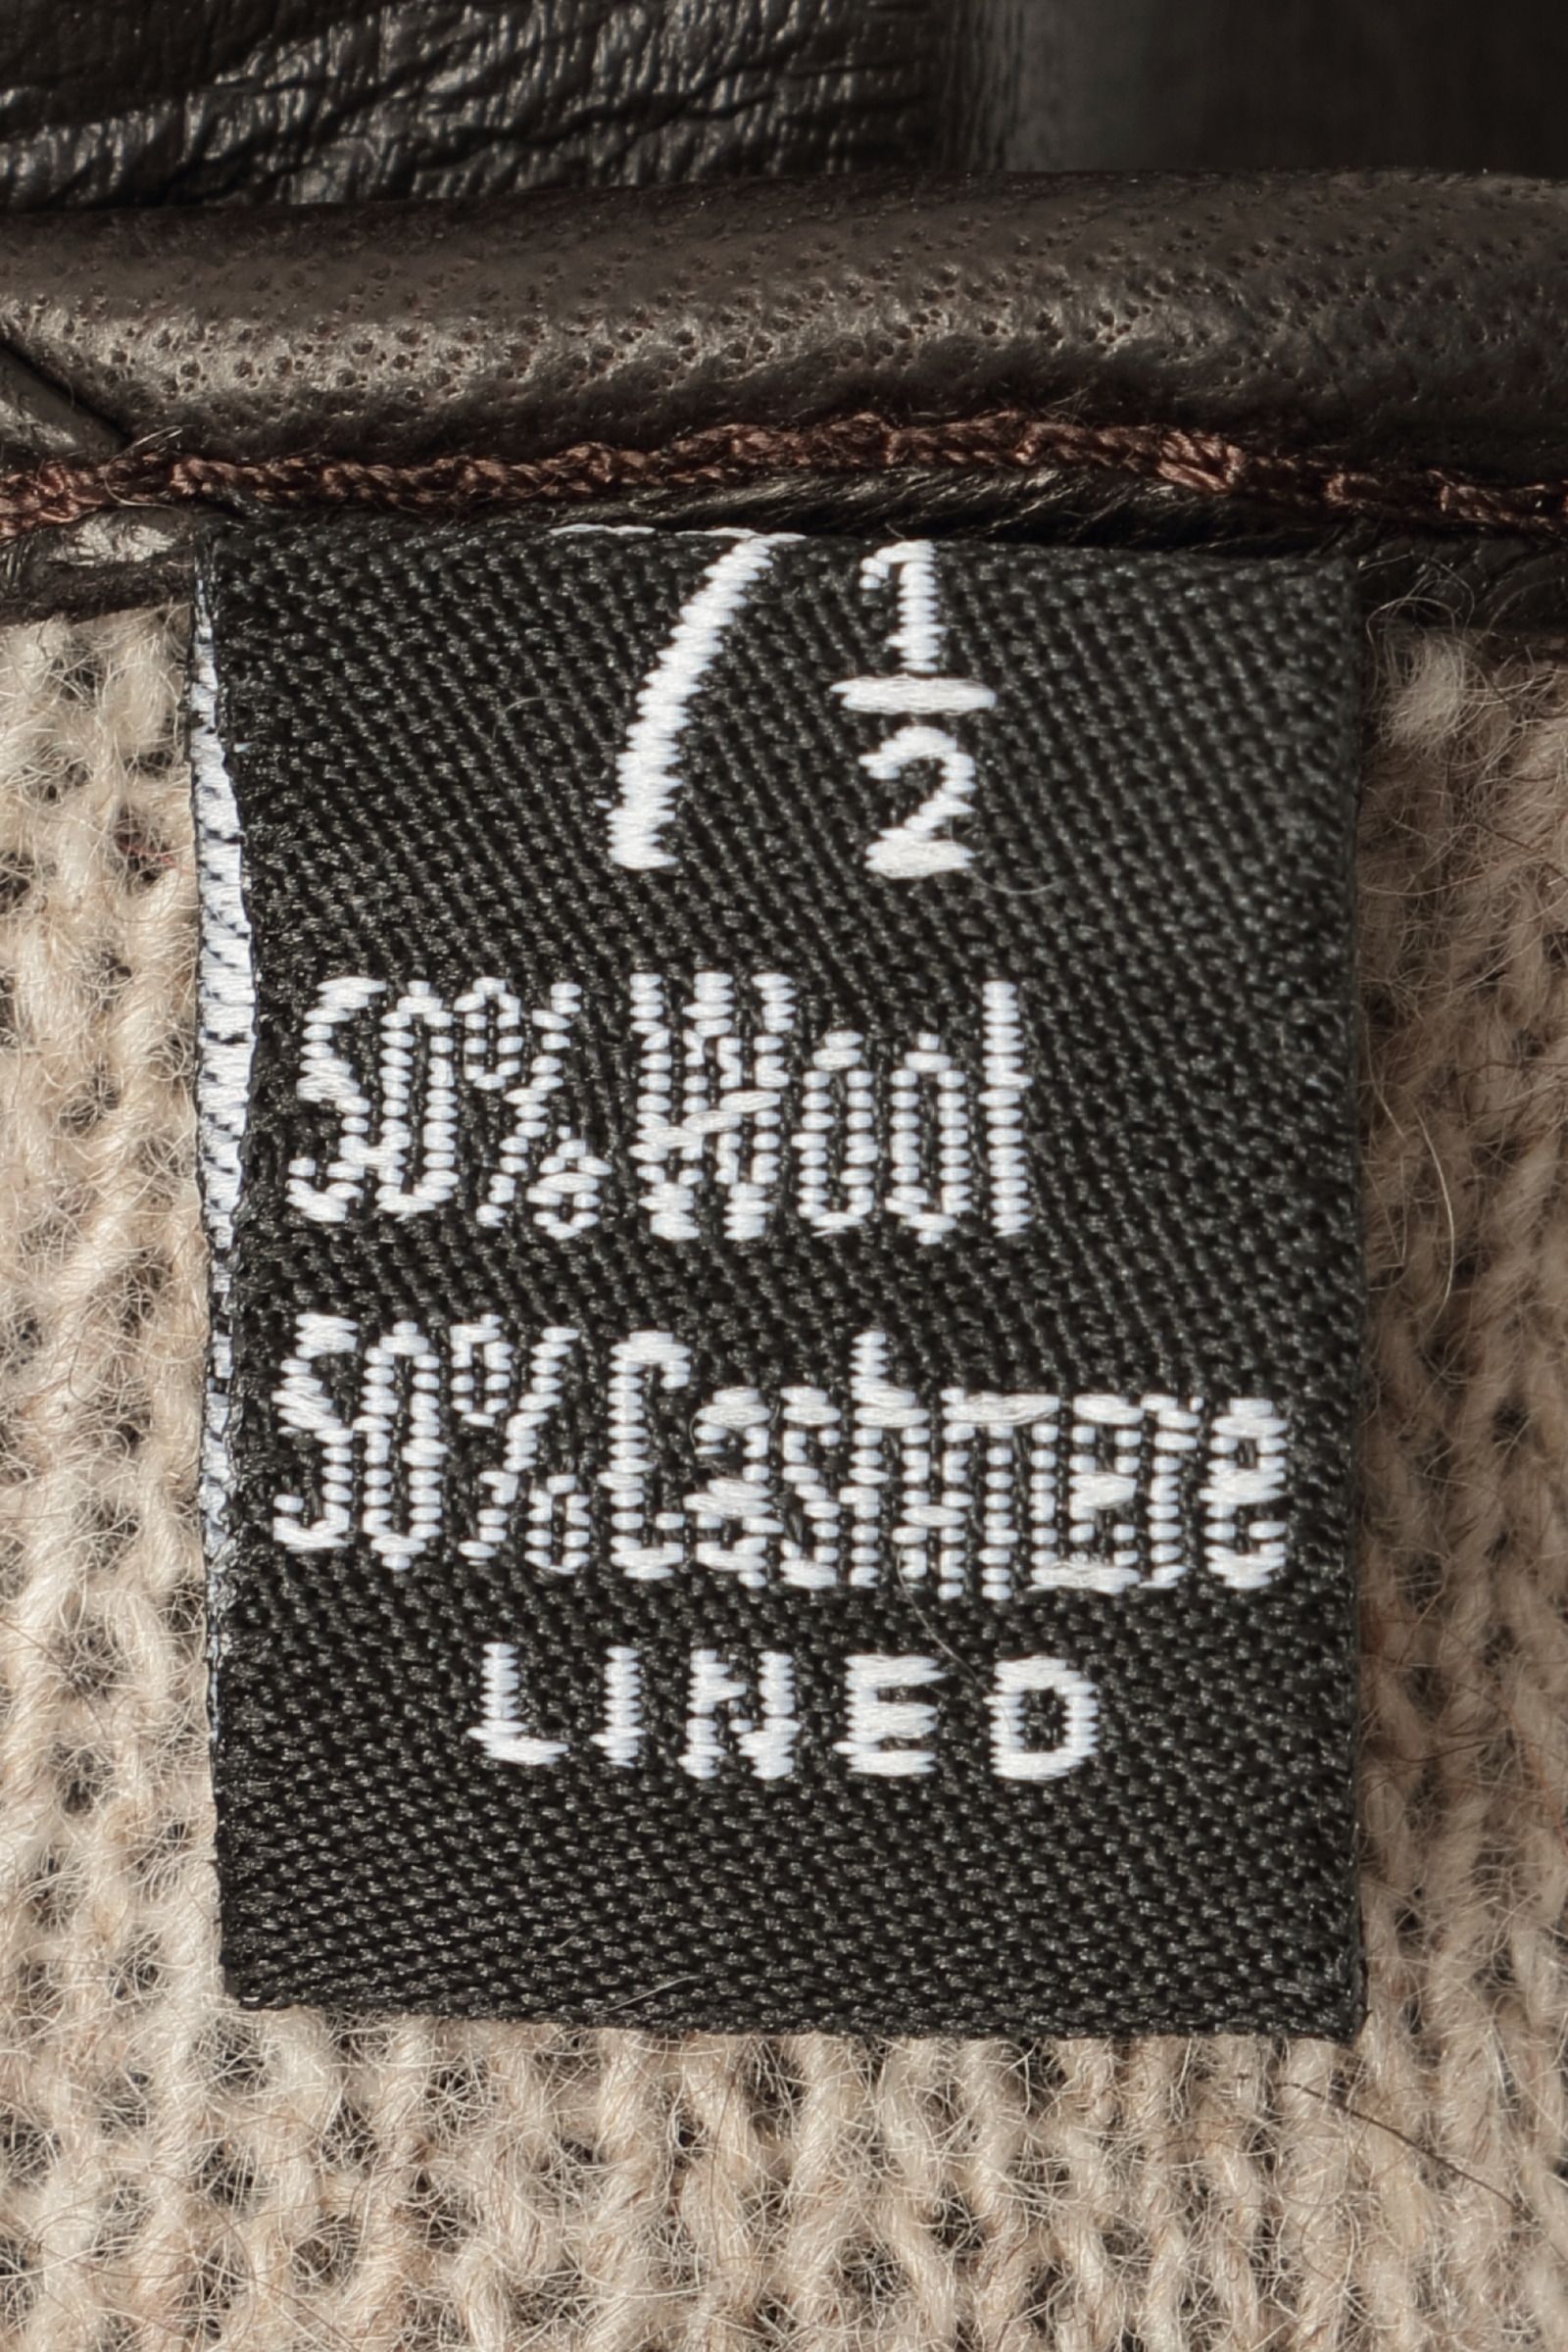 7 1/2
50% Wool
50% Cashmere
LINED